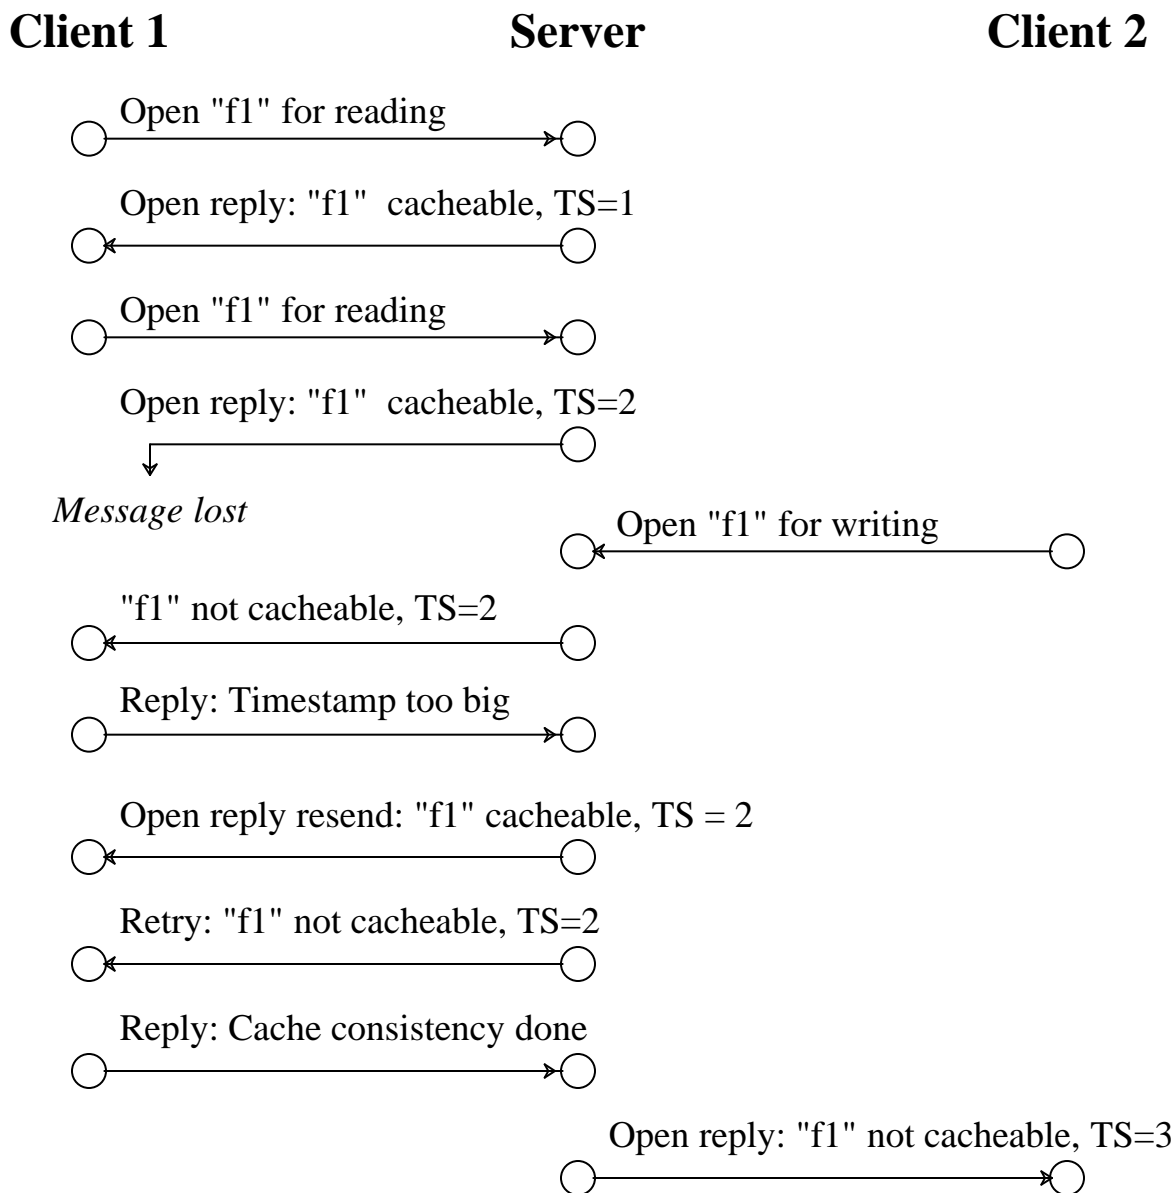 Client 1 Server Client 2
Open "f1" for reading
Open reply: "f1" cacheable, TS=1
Open "f1" for reading
Open reply: "f1" cacheable, TS=2
Message lost
Open "f1" for writing
"f1" not cacheable, TS=2
Reply: Timestamp too big
Open reply resend: "f1" cacheable, TS = 2
Retry: "f1" not cacheable, TS=2
Reply: Cache consistency done
Open reply: "f1" not cacheable, TS=3